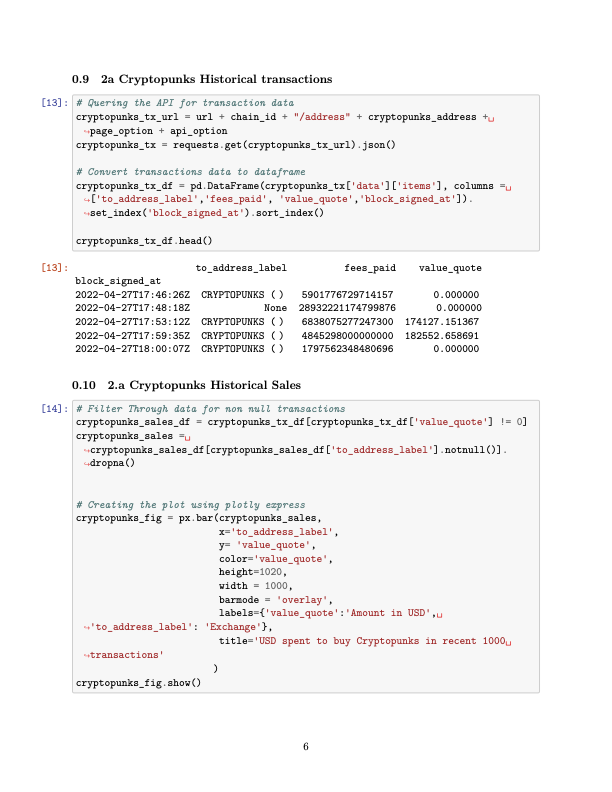 0.9 2a Cryptopunks Historical transactions
[13]: # Quering the API for transaction data
cryptopunks_tx_url = url + chain_id + "/address" + cryptopunks_address +␣
↪page_option + api_option
cryptopunks_tx = requests.get(cryptopunks_tx_url).json()
# Convert transactions data to dataframe
cryptopunks_tx_df = pd.DataFrame(cryptopunks_tx['data']['items'], columns =␣
↪['to_address_label','fees_paid', 'value_quote','block_signed_at']).
↪set_index('block_signed_at').sort_index()
cryptopunks_tx_df.head()
[13]: to_address_label fees_paid value_quote
block_signed_at
2022-04-27T17:46:26Z CRYPTOPUNKS () 5901776729714157 0.000000
2022-04-27T17:48:18Z None 28932221174799876 0.000000
2022-04-27T17:53:12Z CRYPTOPUNKS () 6838075277247300 174127.151367
2022-04-27T17:59:35Z CRYPTOPUNKS () 4845298000000000 182552.658691
2022-04-27T18:00:07Z CRYPTOPUNKS () 1797562348480696 0.000000
0.10 2.a Cryptopunks Historical Sales
[14]: # Filter Through data for non null transactions
cryptopunks_sales_df = cryptopunks_tx_df[cryptopunks_tx_df['value_quote'] != 0]
cryptopunks_sales =␣
↪cryptopunks_sales_df[cryptopunks_sales_df['to_address_label'].notnull()].
↪dropna()
# Creating the plot using plotly express
cryptopunks_fig = px.bar(cryptopunks_sales,
x='to_address_label',
y= 'value_quote',
color='value_quote',
height=1020,
width = 1000,
barmode = 'overlay',
labels={'value_quote':'Amount in USD',␣
↪'to_address_label': 'Exchange'},
title='USD spent to buy Cryptopunks in recent 1000␣
↪transactions'
)
cryptopunks_fig.show()
6